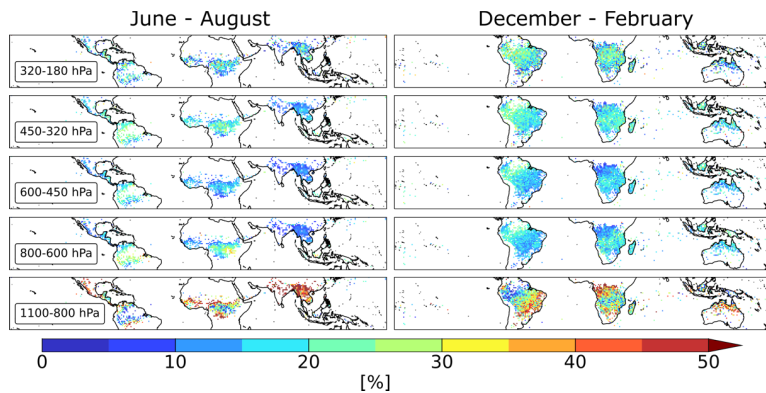 June - August
December - February
320-180 hPa
450-320 hPa
600-450 hPa
800-600 hPa
1100-800 hPa
0 10 20 30 40 50
[%]